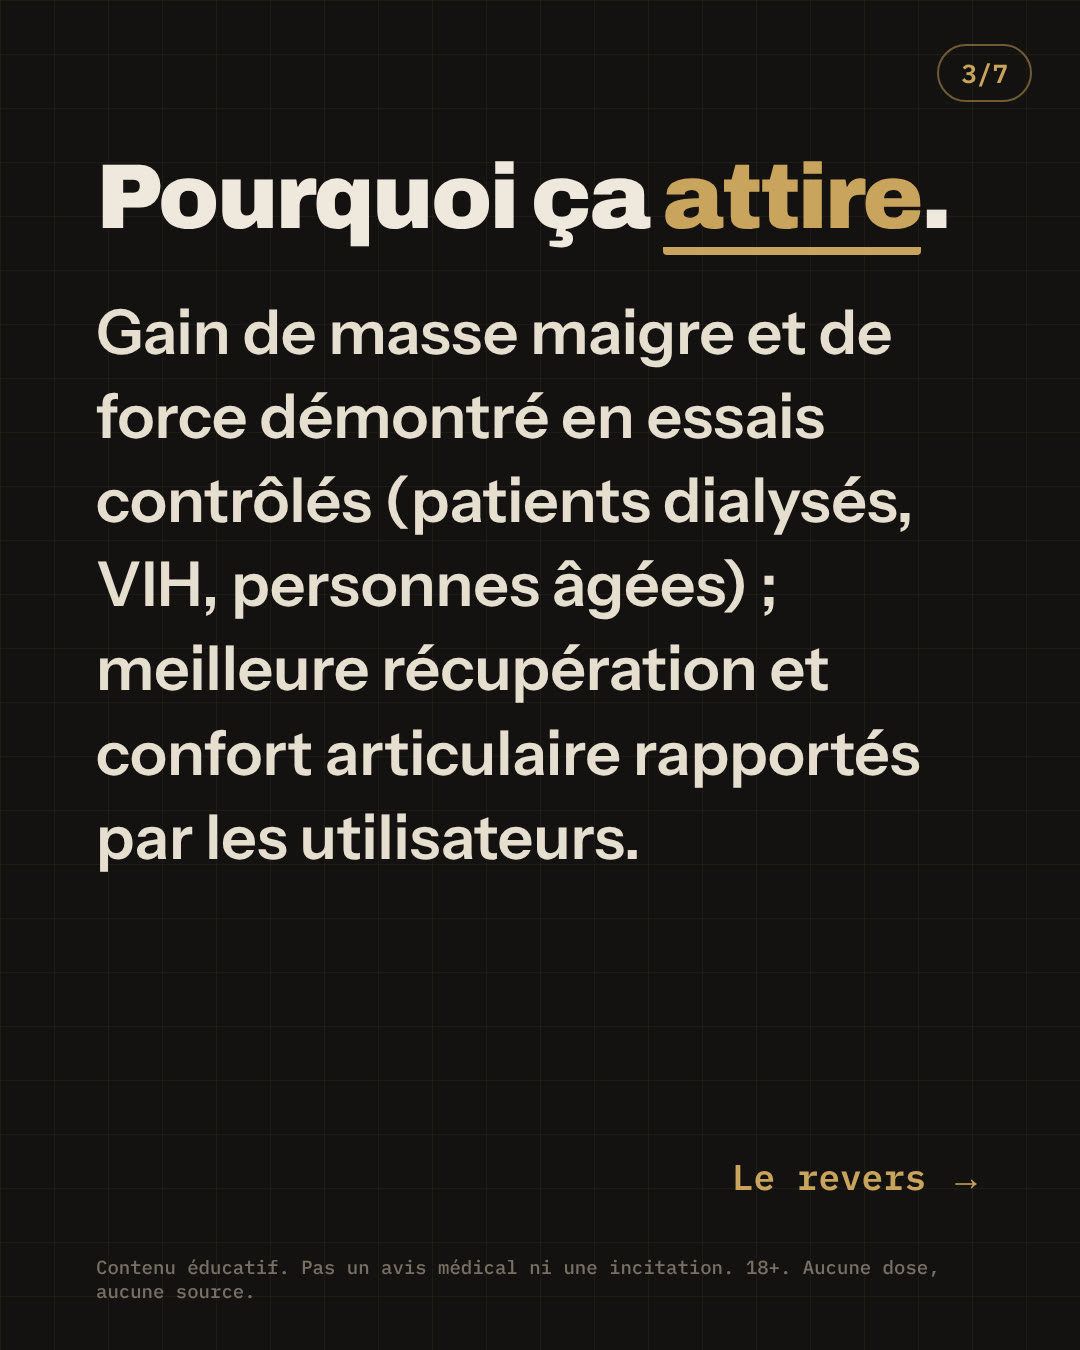 3/7
Pourquoi ça attire.
Gain de masse maigre et de
force démontré en essais
contrôlés (patients dialysés,
VIH, personnes âgées) ;
meilleure récupération et
confort articulaire rapportés
par les utilisateurs.
Le revers →
Contenu éducatif. Pas un avis médical ni une incitation. 18+. Aucune dose,
aucune source.